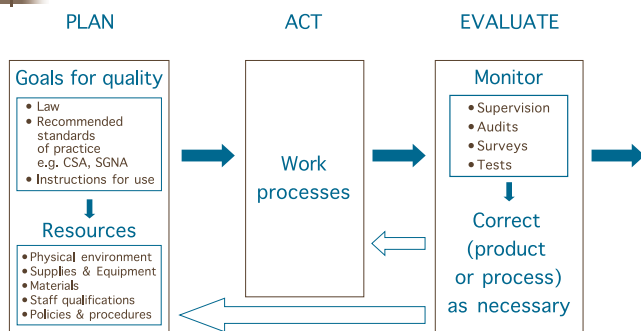 PLAN
ACT
EVALUATE
Goals for quality
• Law
• Recommended
standards
of practice
e.g. CSA, SGNA
• Instructions for use
Resources
• Physical environment
• Supplies & Equipment
• Materials
• Staff qualifications
• Policies & procedures
Work
processes
Monitor
• Supervision
• Audits
• Surveys
• Tests
Correct
(product
or process)
as necessary